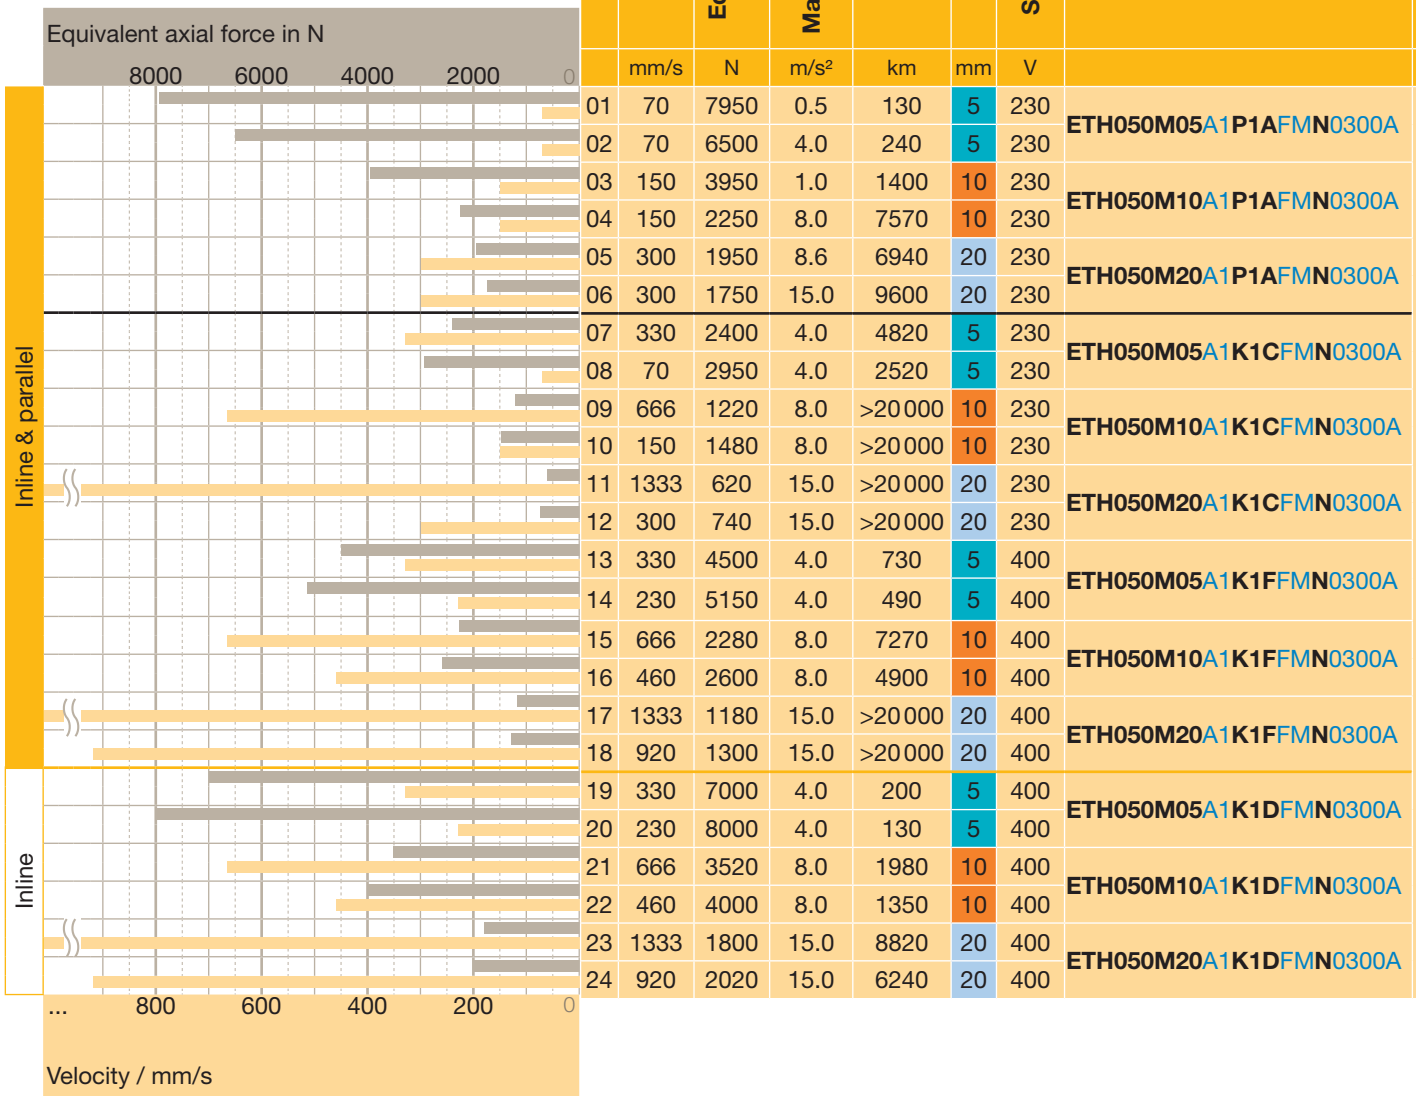 Equivalent axial force in N
8000 6000 4000 2000 0
mm/s N m/s² km mm V
Inline & parallel
01 70 7950 0.5 130 5 230
ETH050M05A1P1AFMN0300A
02 70 6500 4.0 240 5 230
03 150 3950 1.0 1400 10 230
ETH050M10A1P1AFMN0300A
04 150 2250 8.0 7570 10 230
05 300 1950 8.6 6940 20 230
ETH050M20A1P1AFMN0300A
06 300 1750 15.0 9600 20 230
07 330 2400 4.0 4820 5 230
ETH050M05A1K1CFMN0300A
08 70 2950 4.0 2520 5 230
09 666 1220 8.0 >20 000 10 230
ETH050M10A1K1CFMN0300A
10 150 1480 8.0 >20 000 10 230
11 1333 620 15.0 >20 000 20 230
ETH050M20A1K1CFMN0300A
12 300 740 15.0 >20 000 20 230
13 330 4500 4.0 730 5 400
ETH050M05A1K1FFMN0300A
14 230 5150 4.0 490 5 400
15 666 2280 8.0 7270 10 400
ETH050M10A1K1FFMN0300A
16 460 2600 8.0 4900 10 400
17 1333 1180 15.0 >20 000 20 400
ETH050M20A1K1FFMN0300A
18 920 1300 15.0 >20 000 20 400
Inline
19 330 7000 4.0 200 5 400
ETH050M05A1K1DFMN0300A
20 230 8000 4.0 130 5 400
21 666 3520 8.0 1980 10 400
ETH050M10A1K1DFMN0300A
22 460 4000 8.0 1350 10 400
23 1333 1800 15.0 8820 20 400
ETH050M20A1K1DFMN0300A
24 920 2020 15.0 6240 20 400
... 800 600 400 200 0
Velocity / mm/s